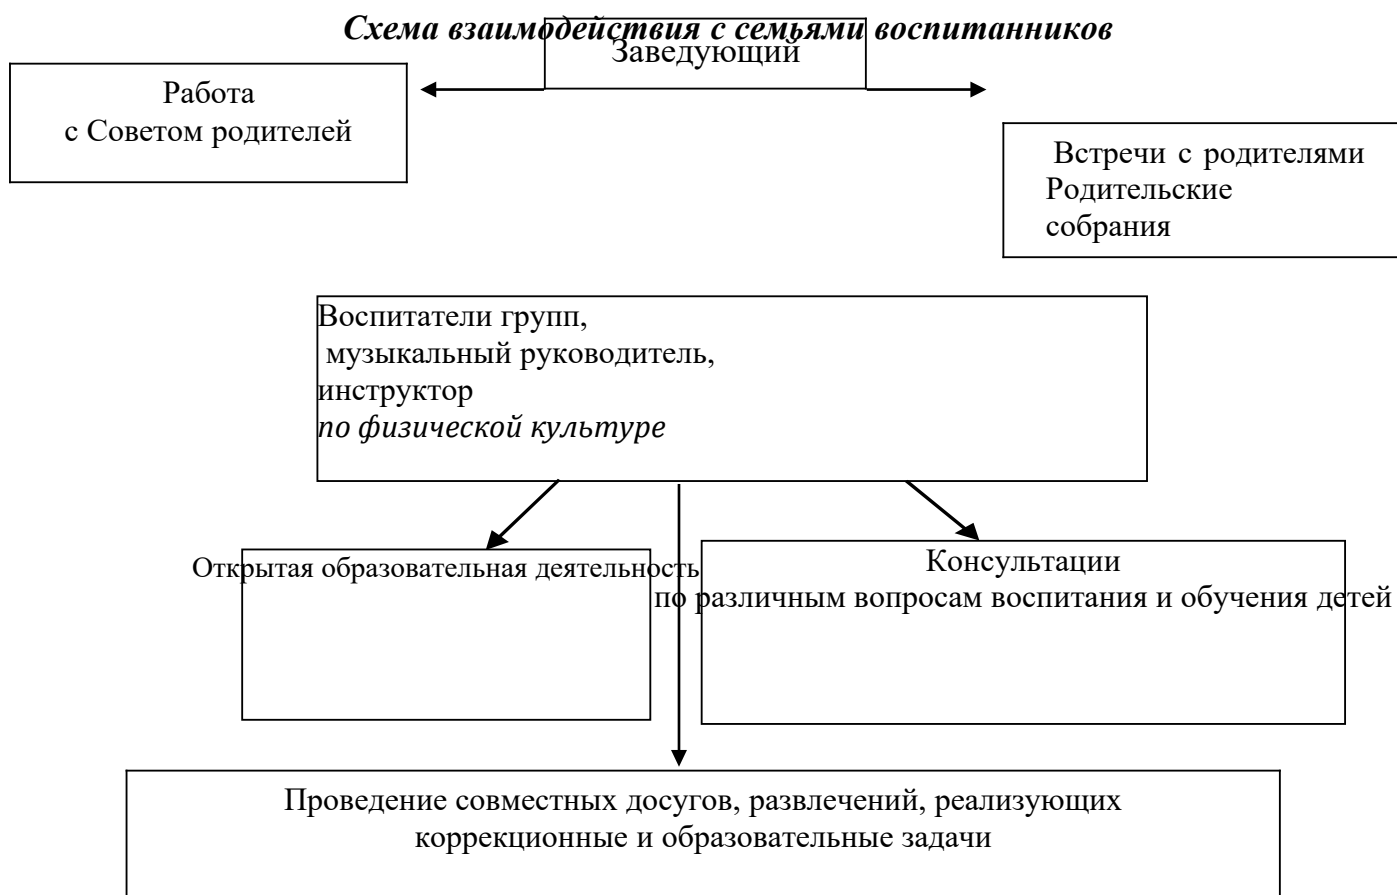 Схема взаимодействия с семьями воспитанников
Заведующий
Работа
с Советом родителей
Встречи с родителями
Родительские
собрания
Воспитатели групп,
музыкальный руководитель,
инструктор
по физической культуре
Открытая образовательная деятельность
Консультации
по различным вопросам воспитания и обучения детей
Проведение совместных досугов, развлечений, реализующих
коррекционные и образовательные задачи